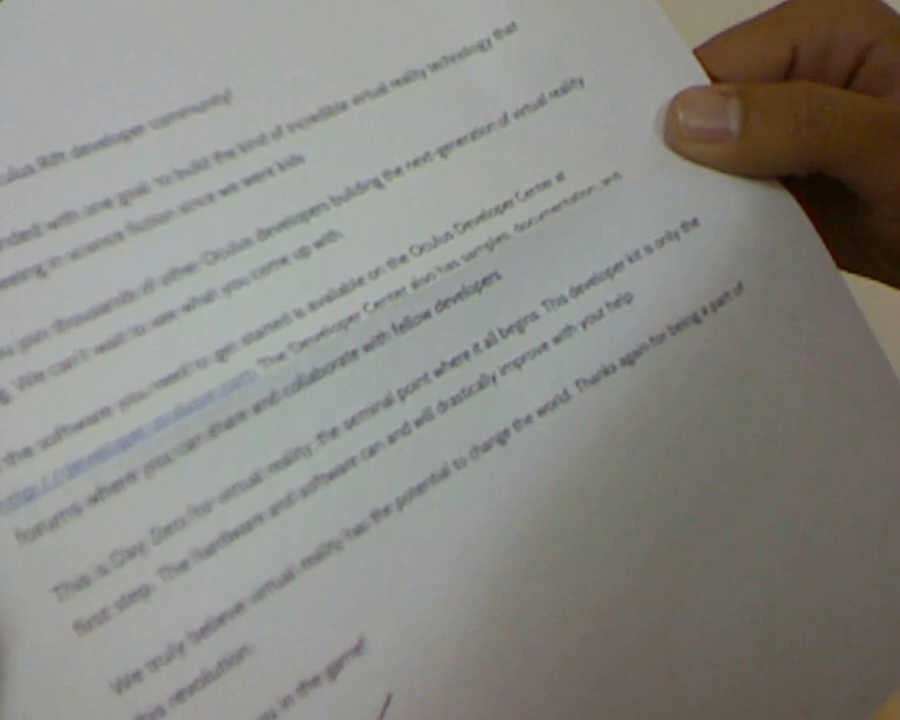 Rift developer community!
with one goal: to build the kind of incredible virtual reality technology that
in science fiction since we were kids.
join thousands of other Oculus developers building the next-generation of virtual reality
We can't wait to see what you come up with.
the software you need to get started is available on the Oculus Developer Center at
http://developer.oculusvr.com The Developer Center also has samples, documentation, and
forums where you can share and collaborate with fellow developers.
This is Day Zero for virtual reality: the seminal point where it all begins. This developer kit is only the
first step. The hardware and software can and will drastically improve with your help.
We truly believe virtual reality has the potential to change the world. Thanks again for being a part of
revolution.
in the game!